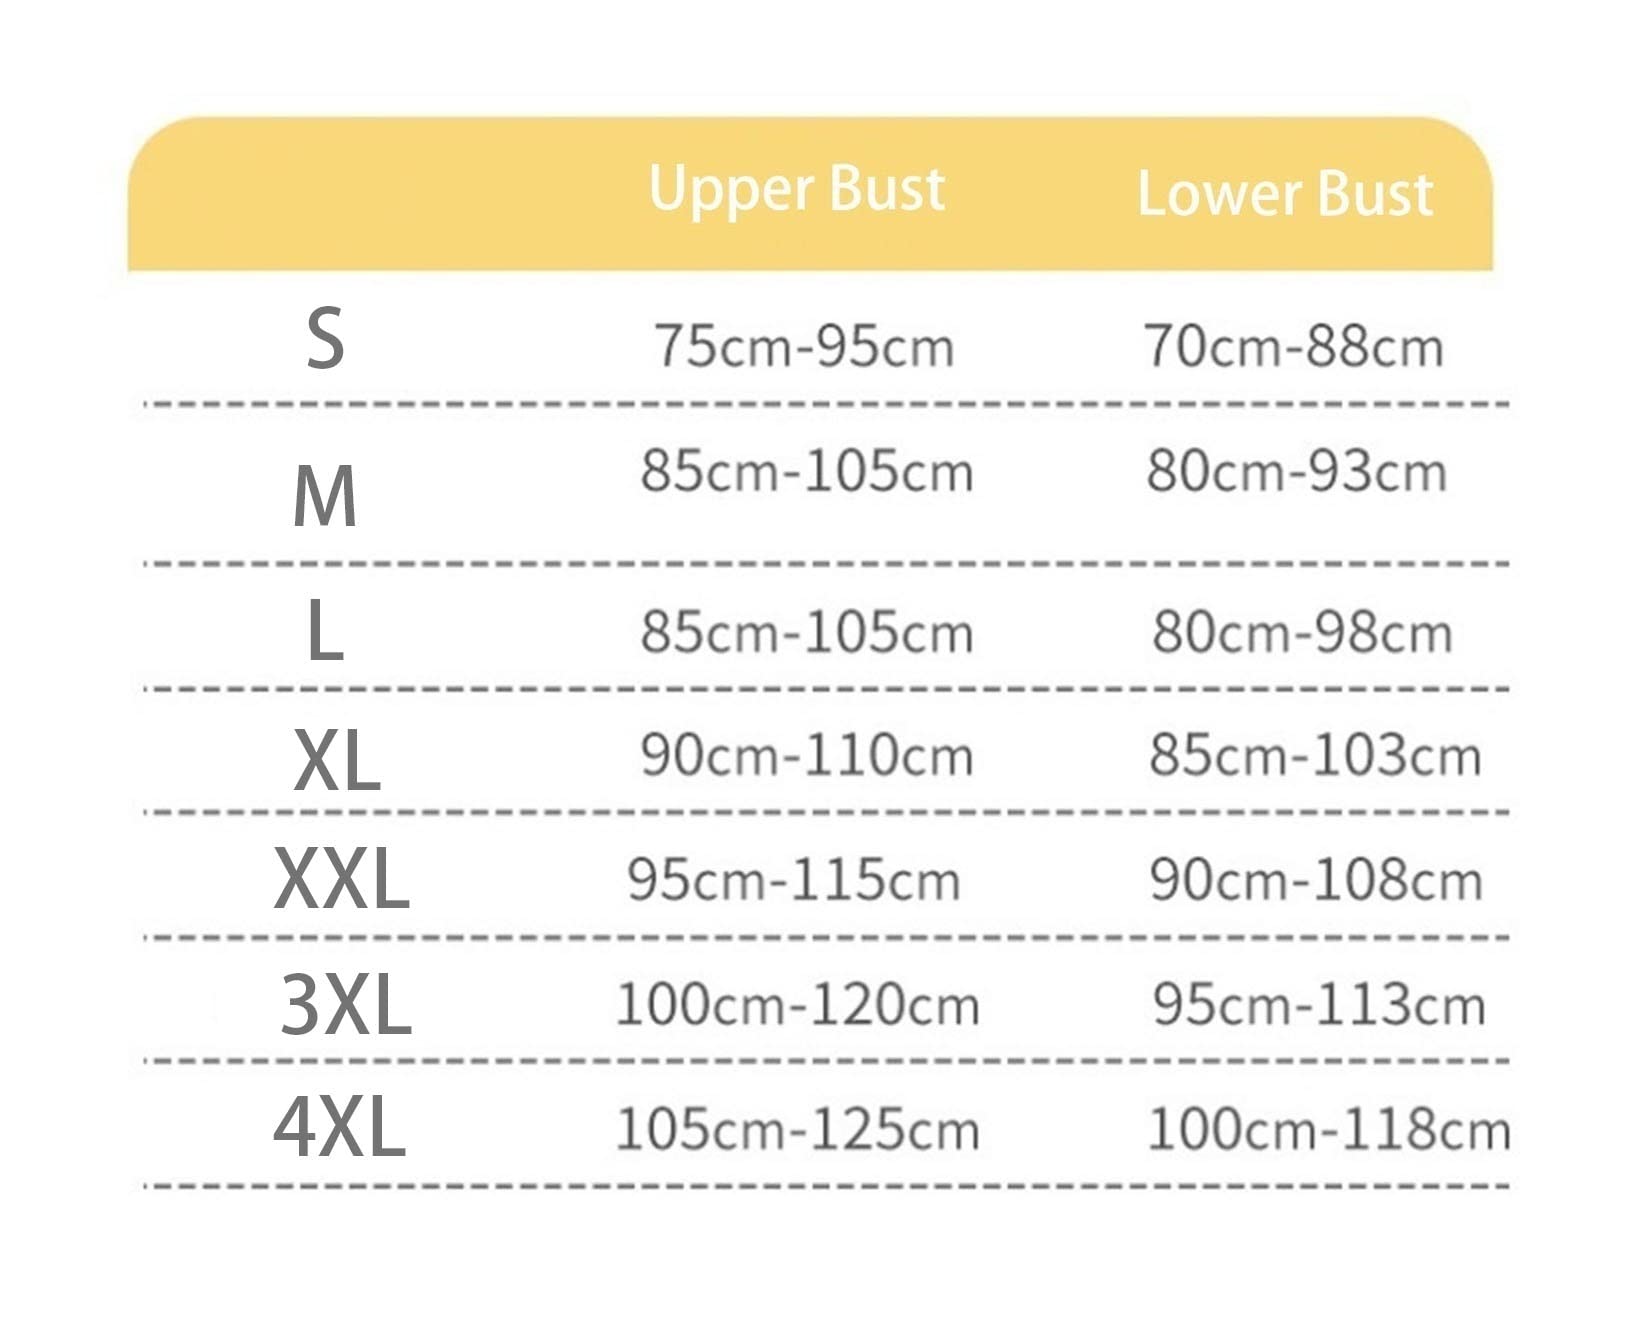 Upper Bust Lower Bust
S 75cm-95cm 70cm-88cm
M 85cm-105cm 80cm-93cm
L 85cm-105cm 80cm-98cm
XL 90cm-110cm 85cm-103cm
XXL 95cm-115cm 90cm-108cm
3XL 100cm-120cm 95cm-113cm
4XL 105cm-125cm 100cm-118cm